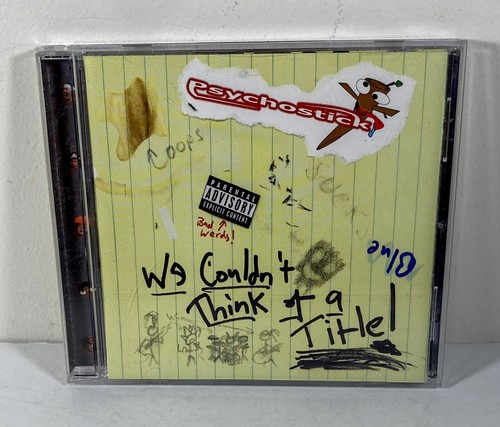 Psychostick
↑ OOPS
PARENTAL
ADVISORY
EXPLICIT CONTENT
Bad ↑
Werds!
Blue
We Couldn't
Think of a
Title!